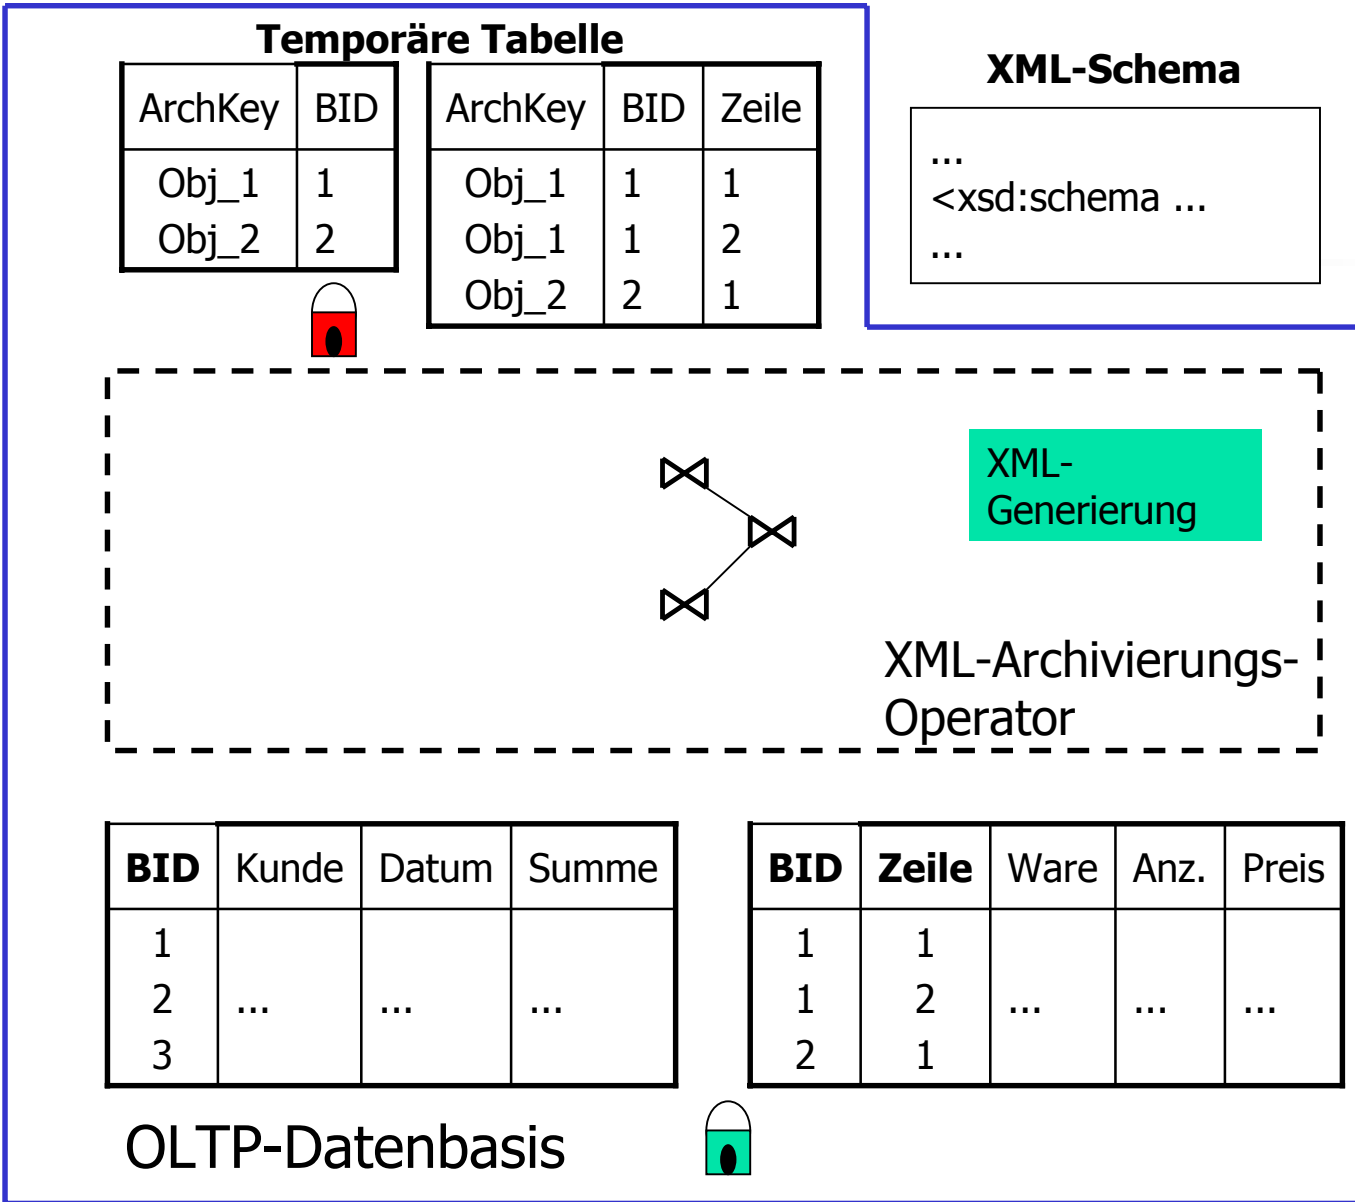 Temporäre Tabelle
ArchKey BID
Obj_1 1
Obj_2 2
ArchKey BID Zeile
Obj_1 1 1
Obj_1 1 2
Obj_2 2 1
XML-Schema
...
<xsd:schema ...
...
XML-
Generierung
XML-Archivierungs-
Operator
BID Kunde Datum Summe
1
2 ... ... ...
3
BID Zeile Ware Anz. Preis
1 1
1 2 ... ... ...
2 1
OLTP-Datenbasis